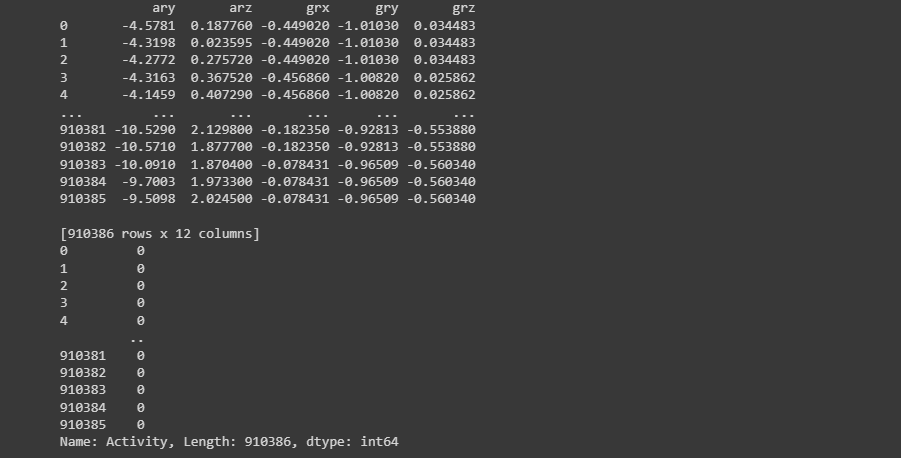 ary arz grx gry grz
0 -4.5781 0.187760 -0.449020 -1.01030 0.034483
1 -4.3198 0.023595 -0.449020 -1.01030 0.034483
2 -4.2772 0.275720 -0.449020 -1.01030 0.034483
3 -4.3163 0.367520 -0.456860 -1.00820 0.025862
4 -4.1459 0.407290 -0.456860 -1.00820 0.025862
... ... ... ... ... ...
910381 -10.5290 2.129800 -0.182350 -0.92813 -0.553880
910382 -10.5710 1.877700 -0.182350 -0.92813 -0.553880
910383 -10.0910 1.870400 -0.078431 -0.96509 -0.560340
910384 -9.7003 1.973300 -0.078431 -0.96509 -0.560340
910385 -9.5098 2.024500 -0.078431 -0.96509 -0.560340
[910386 rows x 12 columns]
0 0
1 0
2 0
3 0
4 0
..
910381 0
910382 0
910383 0
910384 0
910385 0
Name: Activity, Length: 910386, dtype: int64